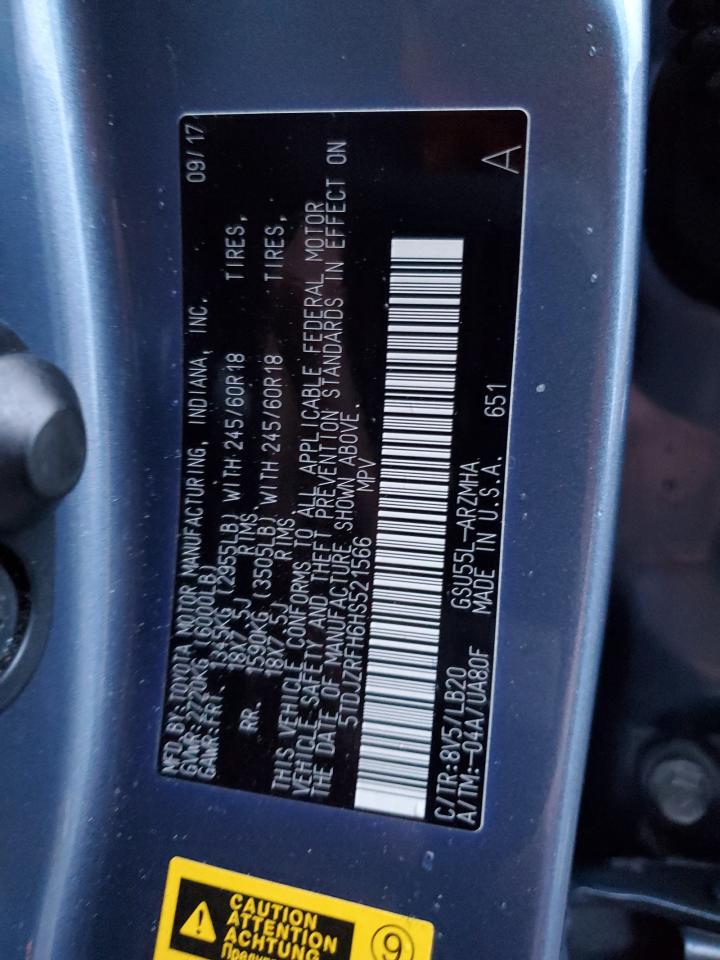 MFD.BY:TOYOTA MOTOR MANUFACTURING, INDIANA, INC. 09/17
GVWR:2720KG (6000LB)
GAWR:FR. 1345KG (2955LB) WITH 245/60R18 TIRES,
18X7.5J RIMS
RR. 1590KG (3505LB) WITH 245/60R18 TIRES,
18X7.5J RIMS
THIS VEHICLE CONFORMS TO ALL APPLICABLE FEDERAL MOTOR
VEHICLE SAFETY AND THEFT PREVENTION STANDARDS IN EFFECT ON
THE DATE OF MANUFACTURE SHOWN ABOVE.
5TDJZRFH6HS521566 MPV
A
C/TR:8V5/LB20 GSU55L-ARZMHA 651
A/TM:-04A/UA80F MADE IN U.S.A.
CAUTION
ATTENTION
ACHTUNG
9